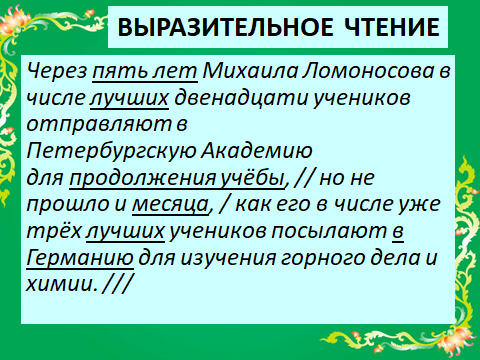 ВЫРАЗИТЕЛЬНОЕ ЧТЕНИЕ
Через пять лет Михаила Ломоносова в
числе лучших двенадцати учеников
отправляют в
Петербургскую Академию
для продолжения учёбы, // но не
прошло и месяца, / как его в числе уже
трёх лучших учеников посылают в
Германию для изучения горного дела и
химии. ///